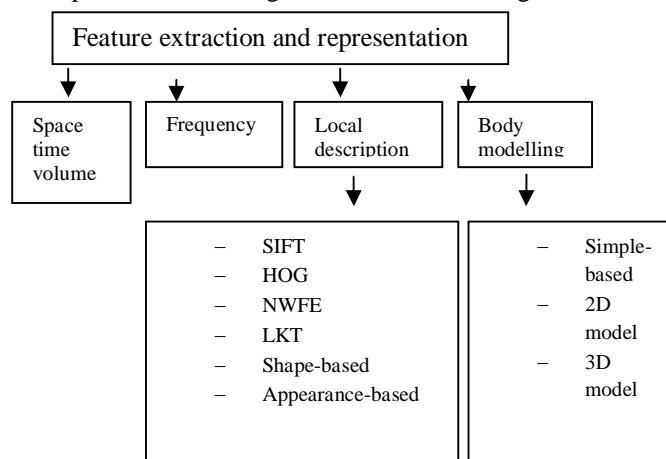 Feature extraction and representation
Space
time
volume
Frequency
Local
description
Body
modelling
– SIFT
– HOG
– NWFE
– LKT
– Shape-based
– Appearance-based
– Simple-
based
– 2D
model
– 3D
model